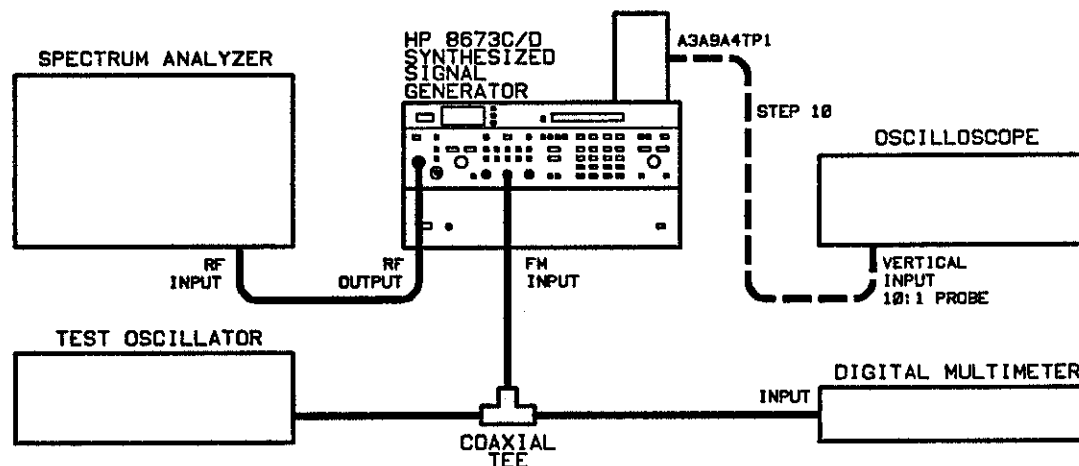 SPECTRUM ANALYZER
HP 8673C/D
SYNTHESIZED
SIGNAL
GENERATOR
A3A9A4TP1
STEP 10
OSCILLOSCOPE
RF
INPUT
RF
OUTPUT
FM
INPUT
VERTICAL
INPUT
10:1 PROBE
TEST OSCILLATOR
DIGITAL MULTIMETER
INPUT
COAXIAL
TEE